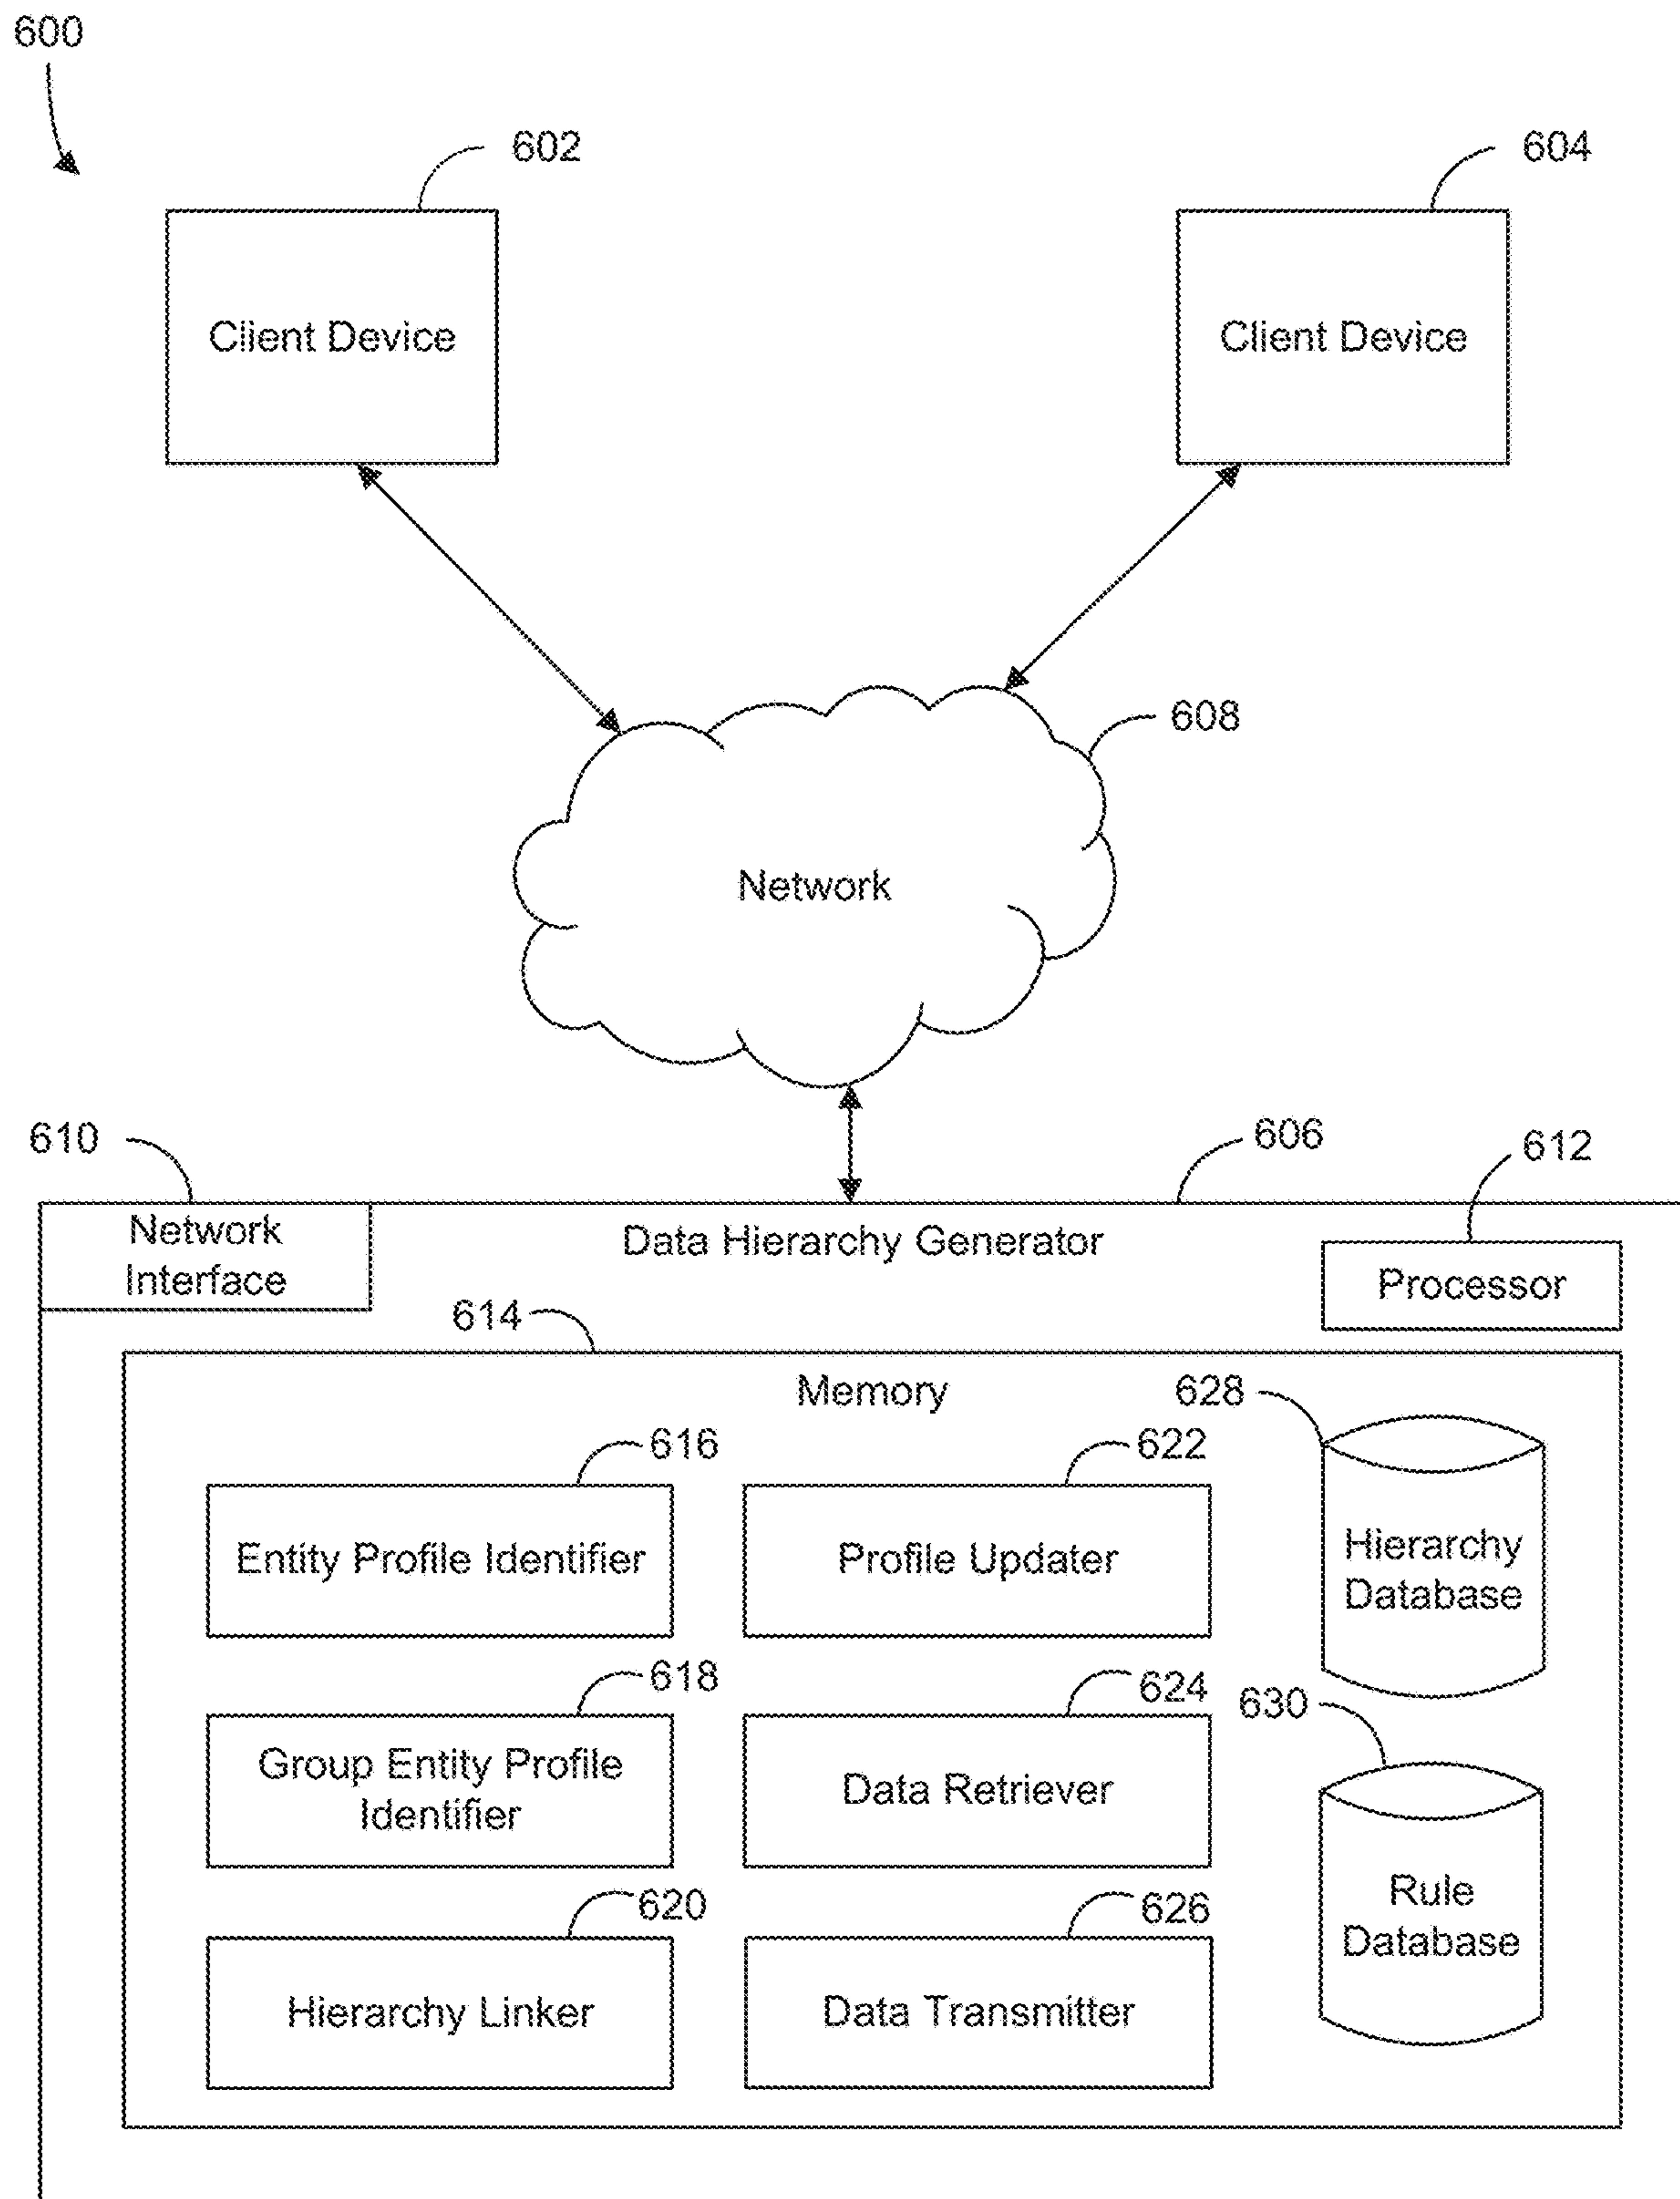 600
602
604
Client Device
Client Device
608
Network
610
606
612
Network
Interface
Data Hierarchy Generator
Processor
614
Memory
628
616
622
Entity Profile Identifier
Profile Updater
Hierarchy
Database
618
624
630
Group Entity Profile
Identifier
Data Retriever
620
626
Rule
Database
Hierarchy Linker
Data Transmitter